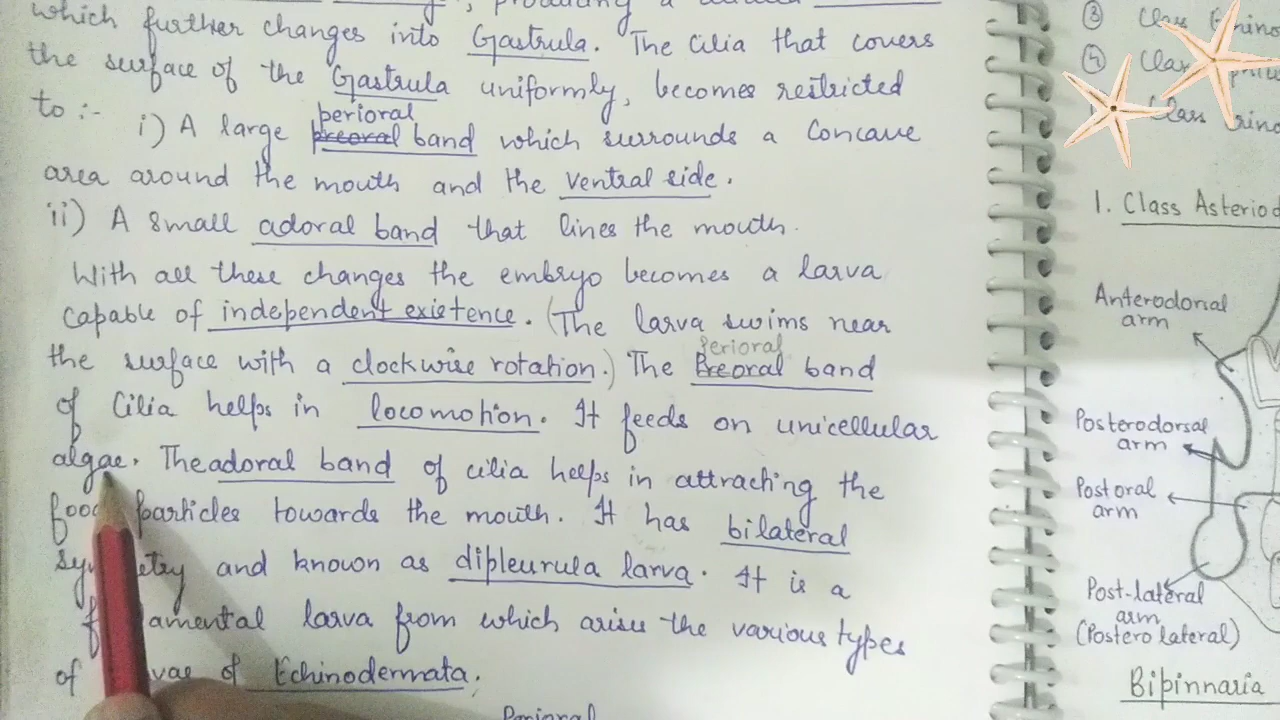 which further changes into Gastrula. The cilia that covers
the surface of the Gastrula uniformly, becomes restricted
to :-
perioral
i) A large preoral band which surrounds a concave
area around the mouth and the ventral side.
ii) A small adoral band that lines the mouth.
With all these changes the embryo becomes a larva
capable of independent existence. (The larva swims near
Perioral
the surface with a clockwise rotation.) The Preoral band
of Cilia helps in locomotion. It feeds on unicellular
algae. The adoral band of cilia helps in attracting the
particles towards the mouth. It has bilateral
and known as dipleurula larva. It is a
larva from which arises the various types
of of Echinodermata.
Perioral
③ Class
④
Class
1. Class
Anterodorsal
arm
Posterodorsal
arm
Postoral
arm
Post-lateral
arm
(Postero lateral)
Bipinnaria